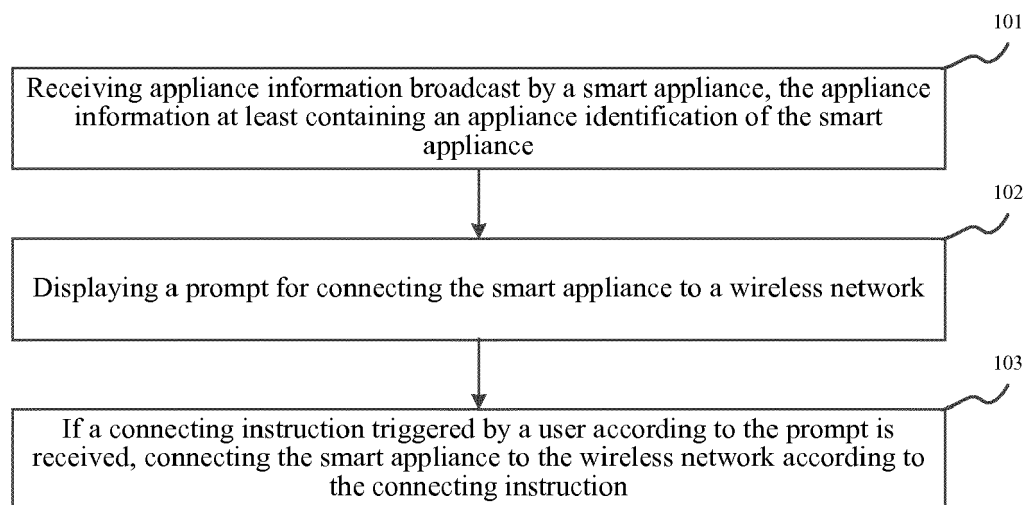 101
Receiving appliance information broadcast by a smart appliance, the appliance
information at least containing an appliance identification of the smart
appliance
102
Displaying a prompt for connecting the smart appliance to a wireless network
103
If a connecting instruction triggered by a user according to the prompt is
received, connecting the smart appliance to the wireless network according to
the connecting instruction